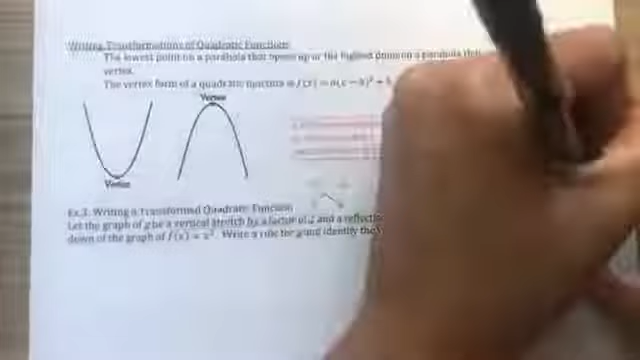 Writing Transformations of Quadratic Functions
The lowest point on a parabola that opens up or the highest point on a parabola that
vertex.
The vertex form of a quadratic function is f(x) = a(x − h)² + k
Vertex
Vertex
Ex.3: Writing a Transformed Quadratic Function
Let the graph of g be a vertical stretch by a factor of 2 and a reflectio
down of the graph of f(x) = x². Write a rule for g and identify the